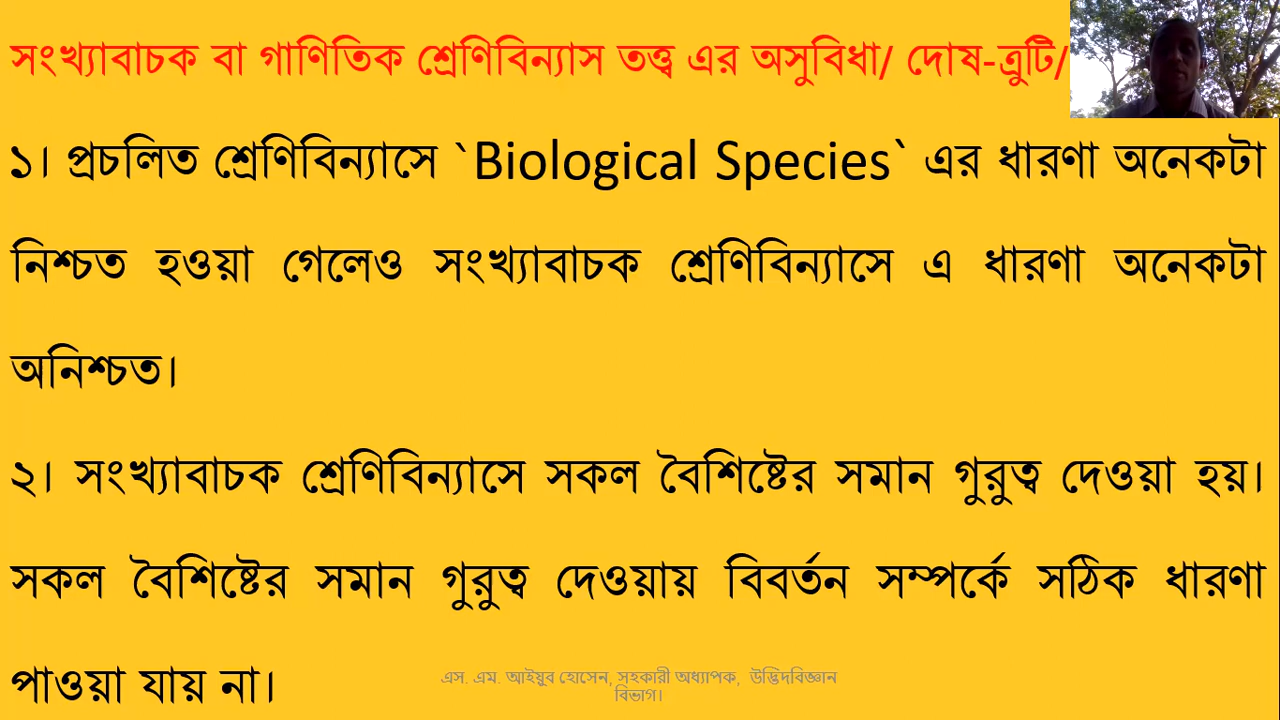 সংখ্যাবাচক বা গাণিতিক শ্রেণিবিন্যাস তত্ত্ব এর অসুবিধা/ দোষ-ত্রুটি/
১। প্রচলিত শ্রেণিবিন্যাসে `Biological Species` এর ধারণা অনেকটা
নিশ্চত হওয়া গেলেও সংখ্যাবাচক শ্রেণিবিন্যাসে এ ধারণা অনেকটা
অনিশ্চত।
২। সংখ্যাবাচক শ্রেণিবিন্যাসে সকল বৈশিষ্টের সমান গুরুত্ব দেওয়া হয়।
সকল বৈশিষ্টের সমান গুরুত্ব দেওয়ায় বিবর্তন সম্পর্কে সঠিক ধারণা
পাওয়া যায় না।
এস. এম. আইয়ুব হোসেন, সহকারী অধ্যাপক, উদ্ভিদবিজ্ঞান
বিভাগ।